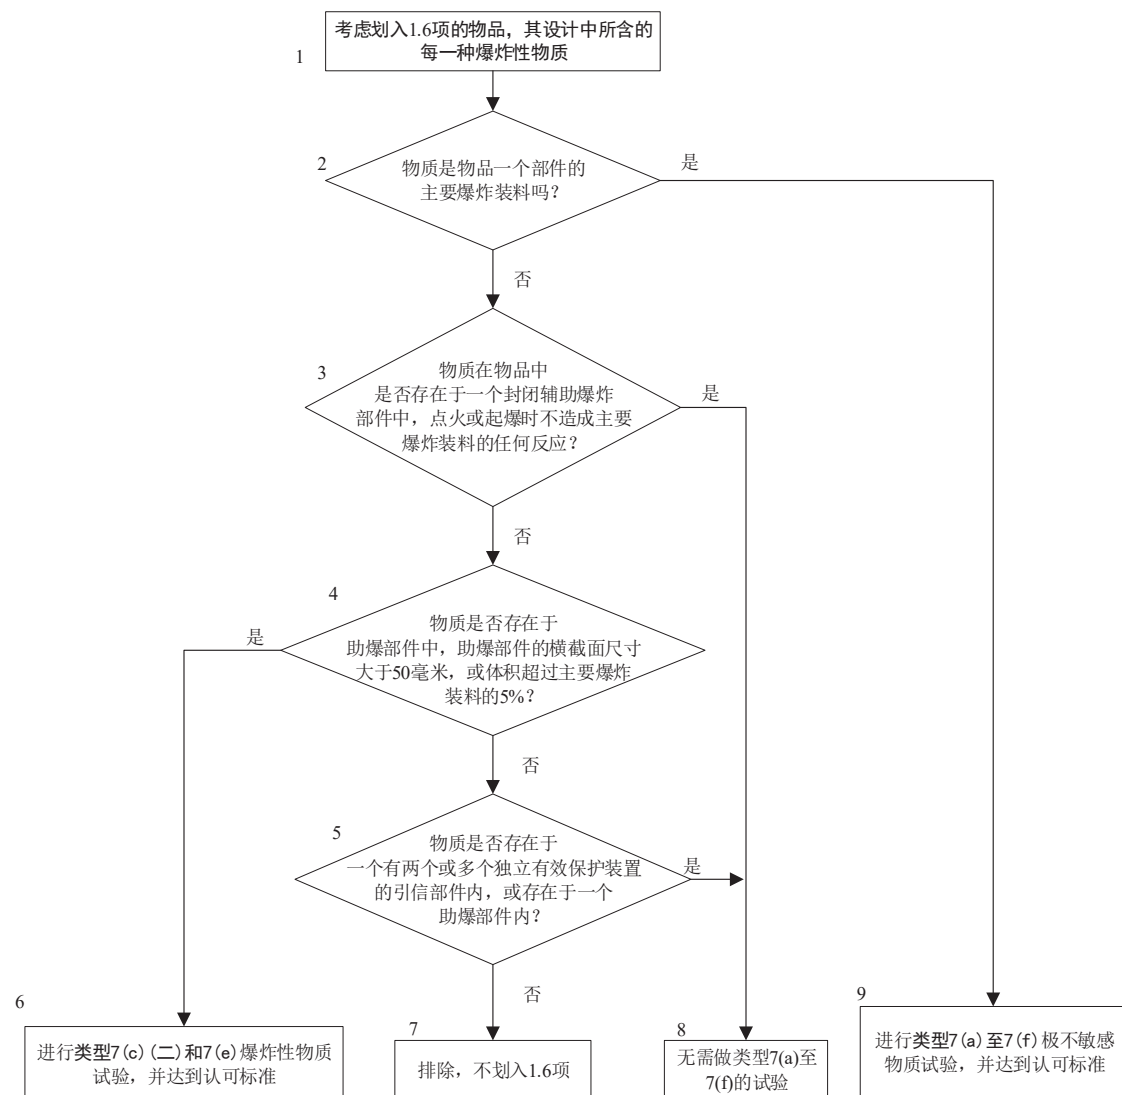 考虑划入1.6项的物品，其设计中所含的
每一种爆炸性物质
1
2
物质是物品一个部件的
主要爆炸装料吗？
是
否
3
物质在物品中
是否存在于一个封闭辅助爆炸
部件中，点火或起爆时不造成主要
爆炸装料的任何反应？
是
否
4
物质是否存在于
助爆部件中，助爆部件的横截面尺寸
大于50毫米，或体积超过主要爆炸
装料的5%？
是
否
5
物质是否存在于
一个有两个或多个独立有效保护装置
的引信部件内，或存在于一个
助爆部件内？
是
否
6
进行类型7(c)(二)和7(e)爆炸性物质
试验，并达到认可标准
7
排除，不划入1.6项
8
无需做类型7(a)至
7(f)的试验
9
进行类型7(a)至7(f)极不敏感
物质试验，并达到认可标准